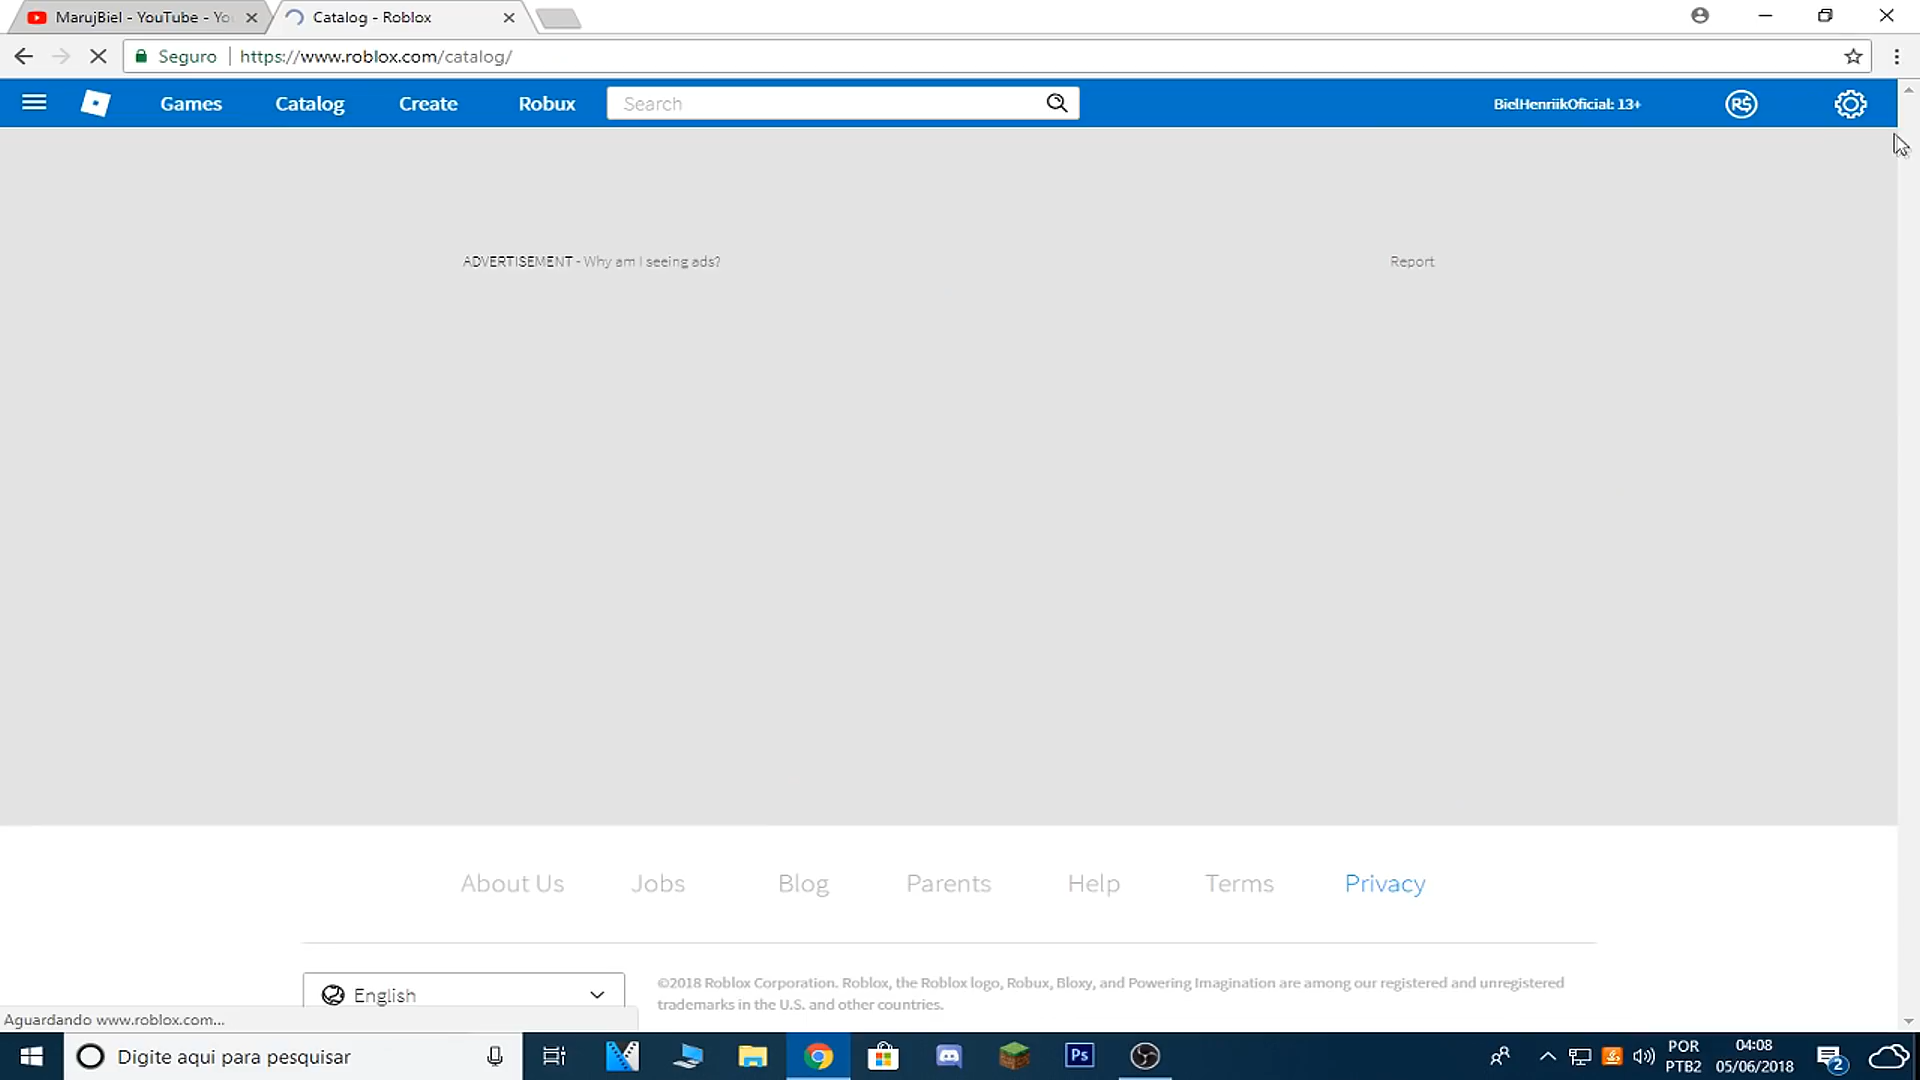 MarujBiel - YouTube - Yo
Catalog - Roblox
Seguro
https://www.roblox.com/catalog/
Games
Catalog
Create
Robux
Search
BielHenriikOficial: 13+
R$
ADVERTISEMENT - Why am I seeing ads?
Report
About Us
Jobs
Blog
Parents
Help
Terms
Privacy
English
©2018 Roblox Corporation. Roblox, the Roblox logo, Robux, Bloxy, and Powering Imagination are among our registered and unregistered
trademarks in the U.S. and other countries.
Aguardando www.roblox.com...
Digite aqui para pesquisar
Ps
POR
PTB2
04:08
05/06/2018
2